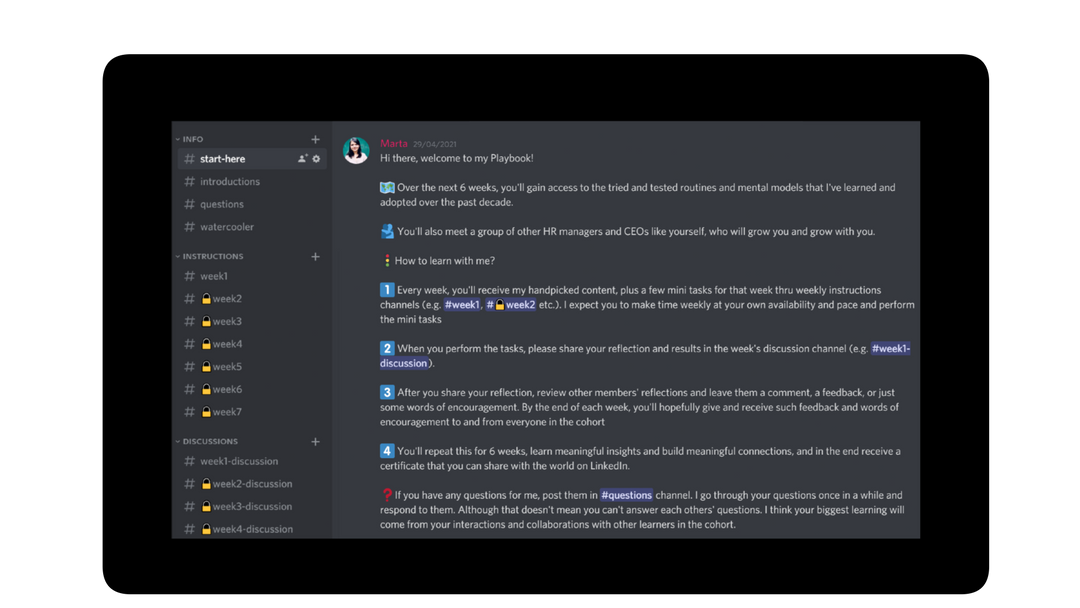 INFO
# start-here
# introductions
# questions
# watercooler
INSTRUCTIONS
# week1
# 🔒week2
# 🔒week3
# 🔒week4
# 🔒week5
# 🔒week6
# 🔒week7
DISCUSSIONS
# week1-discussion
# 🔒week2-discussion
# 🔒week3-discussion
# 🔒week4-discussion
Marta 29/04/2021
Hi there, welcome to my Playbook!
🗺️ Over the next 6 weeks, you'll gain access to the tried and tested routines and mental models that I've learned and
adopted over the past decade.
👥 You'll also meet a group of other HR managers and CEOs like yourself, who will grow you and grow with you.
🚦 How to learn with me?
1️⃣ Every week, you'll receive my handpicked content, plus a few mini tasks for that week thru weekly instructions
channels (e.g. #week1, #🔒week2 etc.). I expect you to make time weekly at your own availability and pace and perform
the mini tasks
2️⃣ When you perform the tasks, please share your reflection and results in the week's discussion channel (e.g. #week1-
discussion).
3️⃣ After you share your reflection, review other members' reflections and leave them a comment, a feedback, or just
some words of encouragement. By the end of each week, you'll hopefully give and receive such feedback and words of
encouragement to and from everyone in the cohort
4️⃣ You'll repeat this for 6 weeks, learn meaningful insights and build meaningful connections, and in the end receive a
certificate that you can share with the world on LinkedIn.
❓ If you have any questions for me, post them in #questions channel. I go through your questions once in a while and
respond to them. Although that doesn't mean you can't answer each others' questions. I think your biggest learning will
come from your interactions and collaborations with other learners in the cohort.